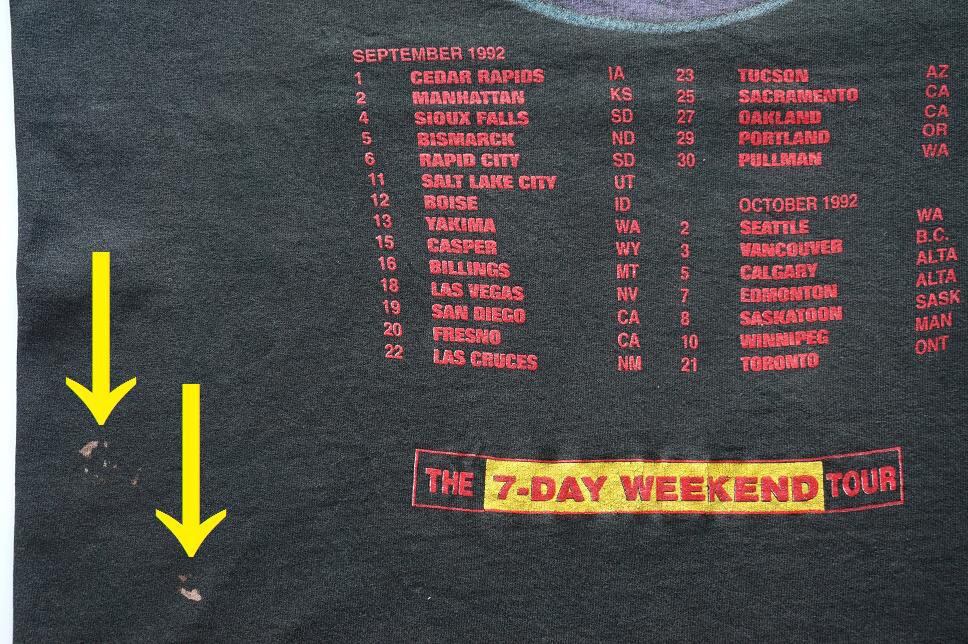 SEPTEMBER 1992
1 CEDAR RAPIDS IA
2 MANHATTAN KS
4 SIOUX FALLS SD
5 BISMARCK ND
6 RAPID CITY SD
11 SALT LAKE CITY UT
12 BOISE ID
13 YAKIMA WA
15 CASPER WY
16 BILLINGS MT
18 LAS VEGAS NV
19 SAN DIEGO CA
20 FRESNO CA
22 LAS CRUCES NM
23 TUCSON AZ
25 SACRAMENTO CA
27 OAKLAND CA
29 PORTLAND OR
30 PULLMAN WA
OCTOBER 1992
2 SEATTLE WA
3 VANCOUVER B.C.
5 CALGARY ALTA
7 EDMONTON ALTA
8 SASKATOON SASK
10 WINNIPEG MAN
21 TORONTO ONT
THE 7-DAY WEEKEND TOUR